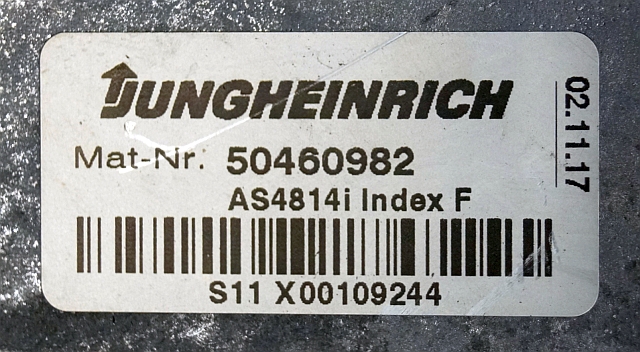 JUNGHEINRICH
Mat-Nr. 50460982
AS4814i Index F
S11 X00109244
02.11.17